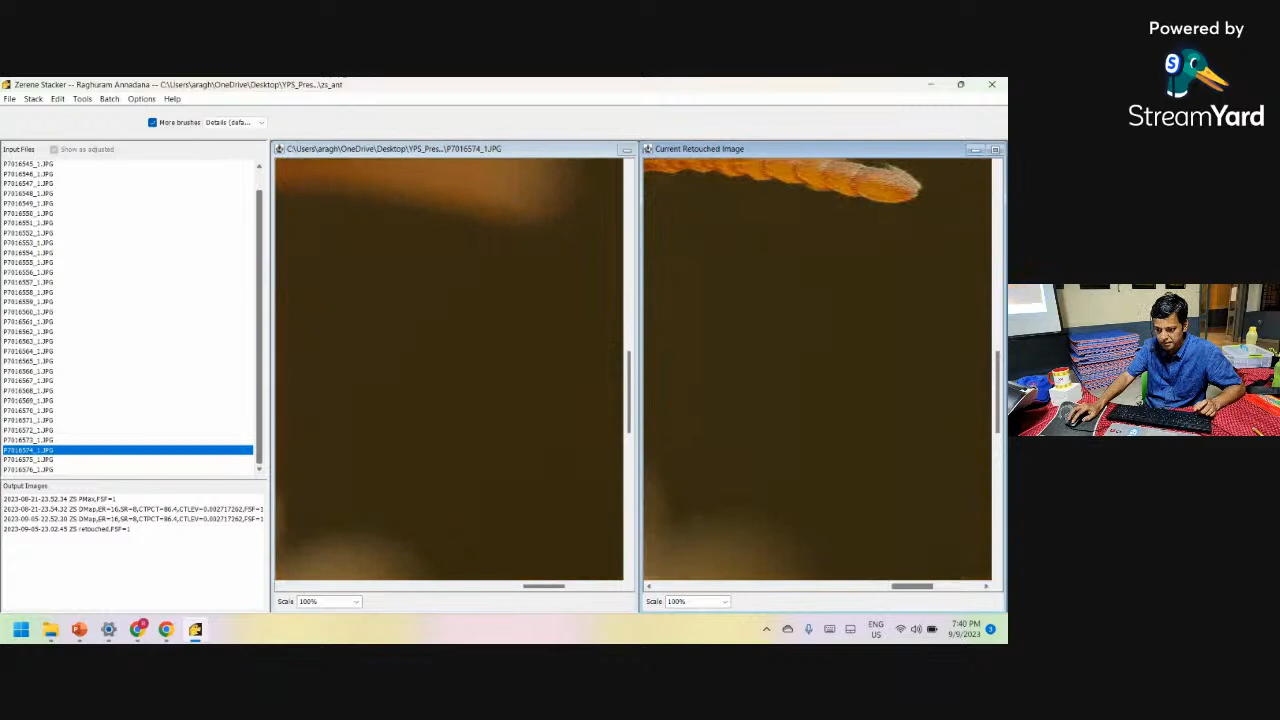 Powered by
S
StreamYard
Zerene Stacker -- Raghuram Annadana -- C:\Users\aragh\OneDrive\Desktop\YPS_Pres...\zs_ant
File Stack Edit Tools Batch Options Help
More brushes Details (defa...
Input Files Show as adjusted
C:\Users\aragh\OneDrive\Desktop\YPS_Pres...\P7016574_1.JPG
Current Retouched Image
P7016545_1.JPG
P7016546_1.JPG
P7016547_1.JPG
P7016548_1.JPG
P7016549_1.JPG
P7016550_1.JPG
P7016551_1.JPG
P7016552_1.JPG
P7016553_1.JPG
P7016554_1.JPG
P7016555_1.JPG
P7016556_1.JPG
P7016557_1.JPG
P7016558_1.JPG
P7016559_1.JPG
P7016560_1.JPG
P7016561_1.JPG
P7016562_1.JPG
P7016563_1.JPG
P7016564_1.JPG
P7016565_1.JPG
P7016566_1.JPG
P7016567_1.JPG
P7016568_1.JPG
P7016569_1.JPG
P7016570_1.JPG
P7016571_1.JPG
P7016572_1.JPG
P7016573_1.JPG
P7016574_1.JPG
P7016575_1.JPG
P7016576_1.JPG
Output Images
2023-08-21-23.52.34 ZS PMax,FSF=1
2023-08-21-23.54.32 ZS DMap,ER=16,SR=8,CTPCT=86.4,CTLEV=0.002717262,FSF=1
2023-09-05-22.52.30 ZS DMap,ER=16,SR=8,CTPCT=86.4,CTLEV=0.002717262,FSF=1
2023-09-05-23.02.45 ZS retouched,FSF=1
Scale 100%
Scale 100%
ENG
US
7:40 PM
9/9/2023
3